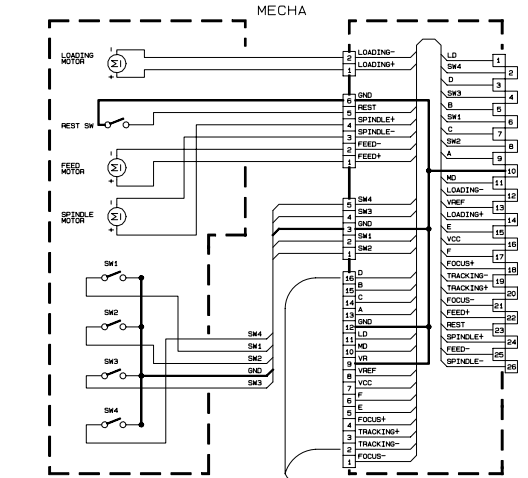 MECHA
LOADING
MOTOR
M
REST SW
FEED
MOTOR
M
SPINDLE
MOTOR
M
SW1
SW2
SW3
SW4
SW4
SW1
SW2
GND
SW3
2 LOADING-
1 LOADING+
6 GND
5 REST
4 SPINDLE+
3 SPINDLE-
2 FEED-
1 FEED+
5 SW4
4 SW3
3 GND
2 SW1
1 SW2
16 D
15 B
14 C
13 A
12 GND
11 LD
10 MD
9 VR
8 VREF
7 VCC
6 F
5 E
4 FOCUS+
3 TRACKING+
2 TRACKING-
1 FOCUS-
LD 1
SW4 2
D 3
SW3 4
B 5
SW1 6
C 7
SW2 8
A 9
10
MD 11
LOADING- 12
VREF 13
LOADING+ 14
E 15
VCC 16
F 17
FOCUS+ 18
TRACKING- 19
TRACKING+ 20
FOCUS- 21
FEED+ 22
REST 23
SPINDLE+ 24
FEED- 25
SPINDLE- 26